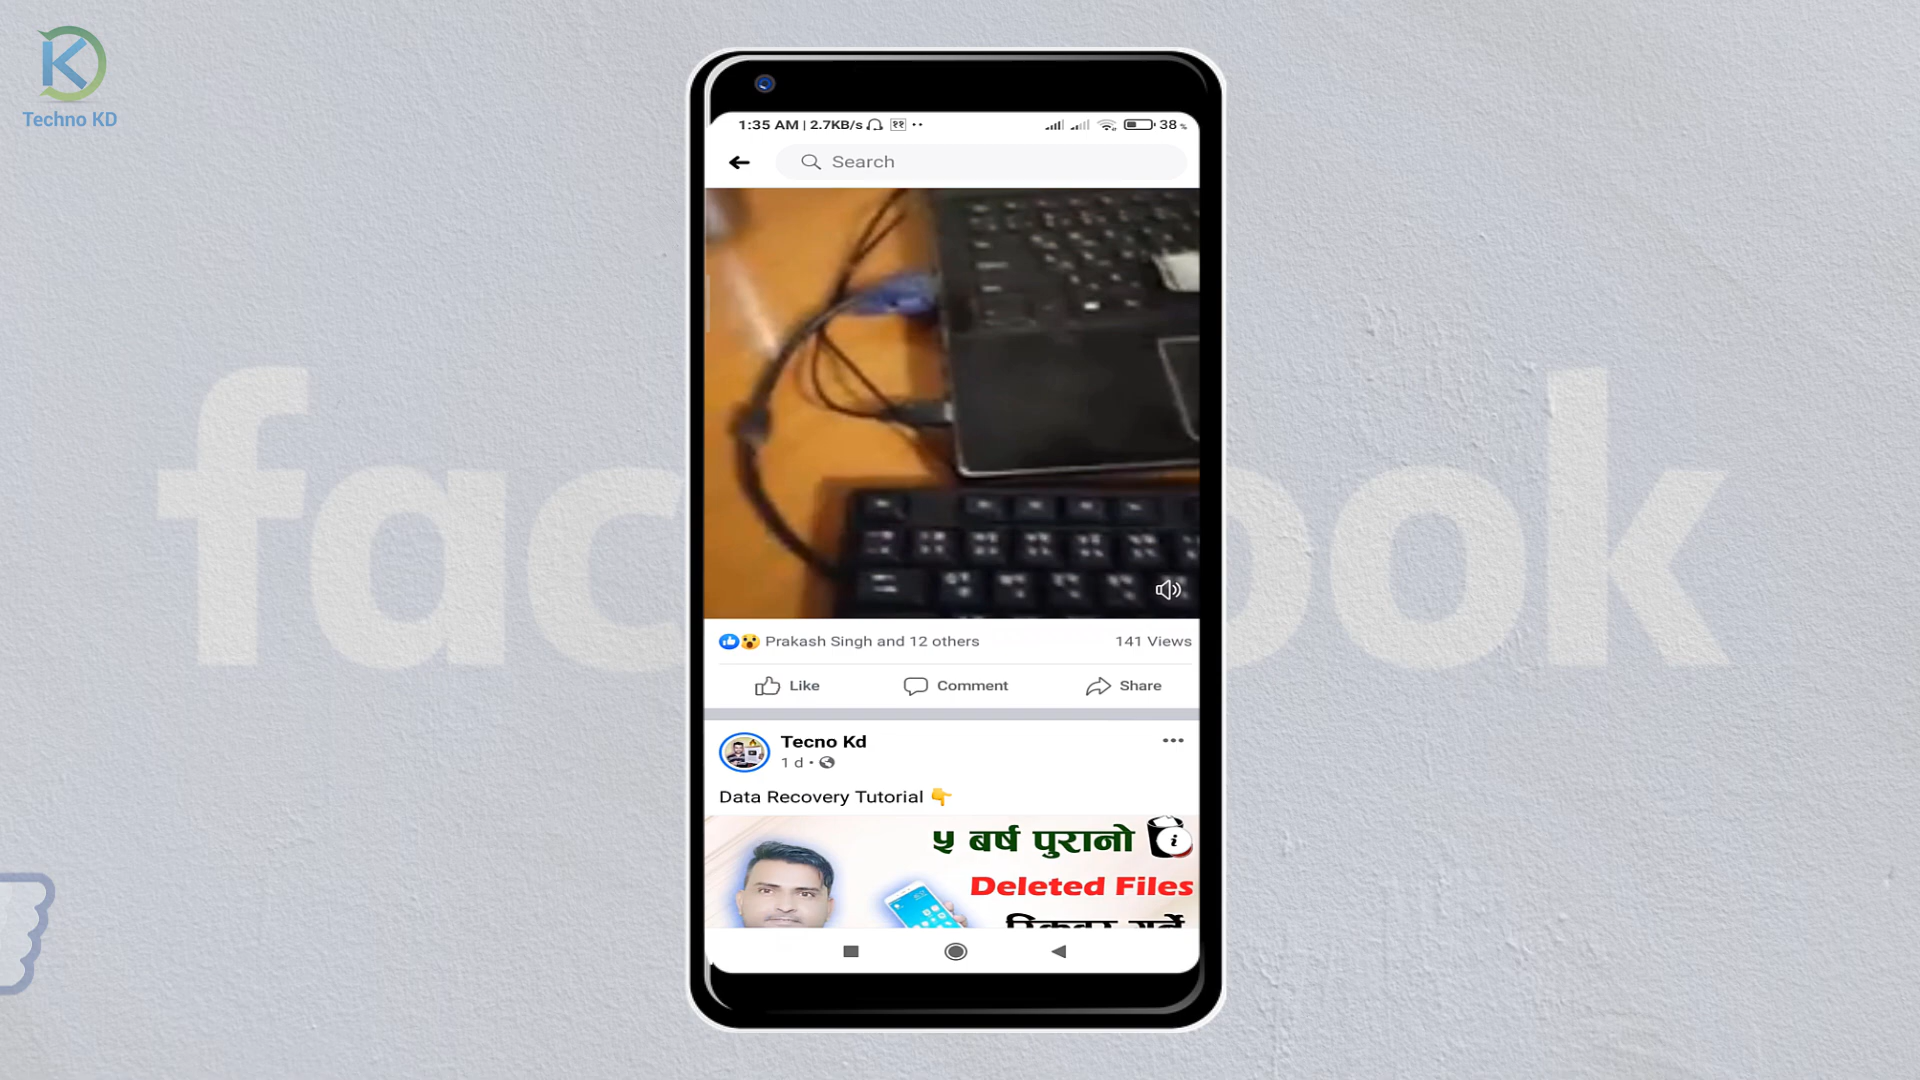 Techno KD
facebook
1:35 AM | 2.7KB/s
38%
Search
Prakash Singh and 12 others
141 Views
Like
Comment
Share
Tecno Kd
1 d
Data Recovery Tutorial 👇
५ बर्ष पुरानो
Deleted Files